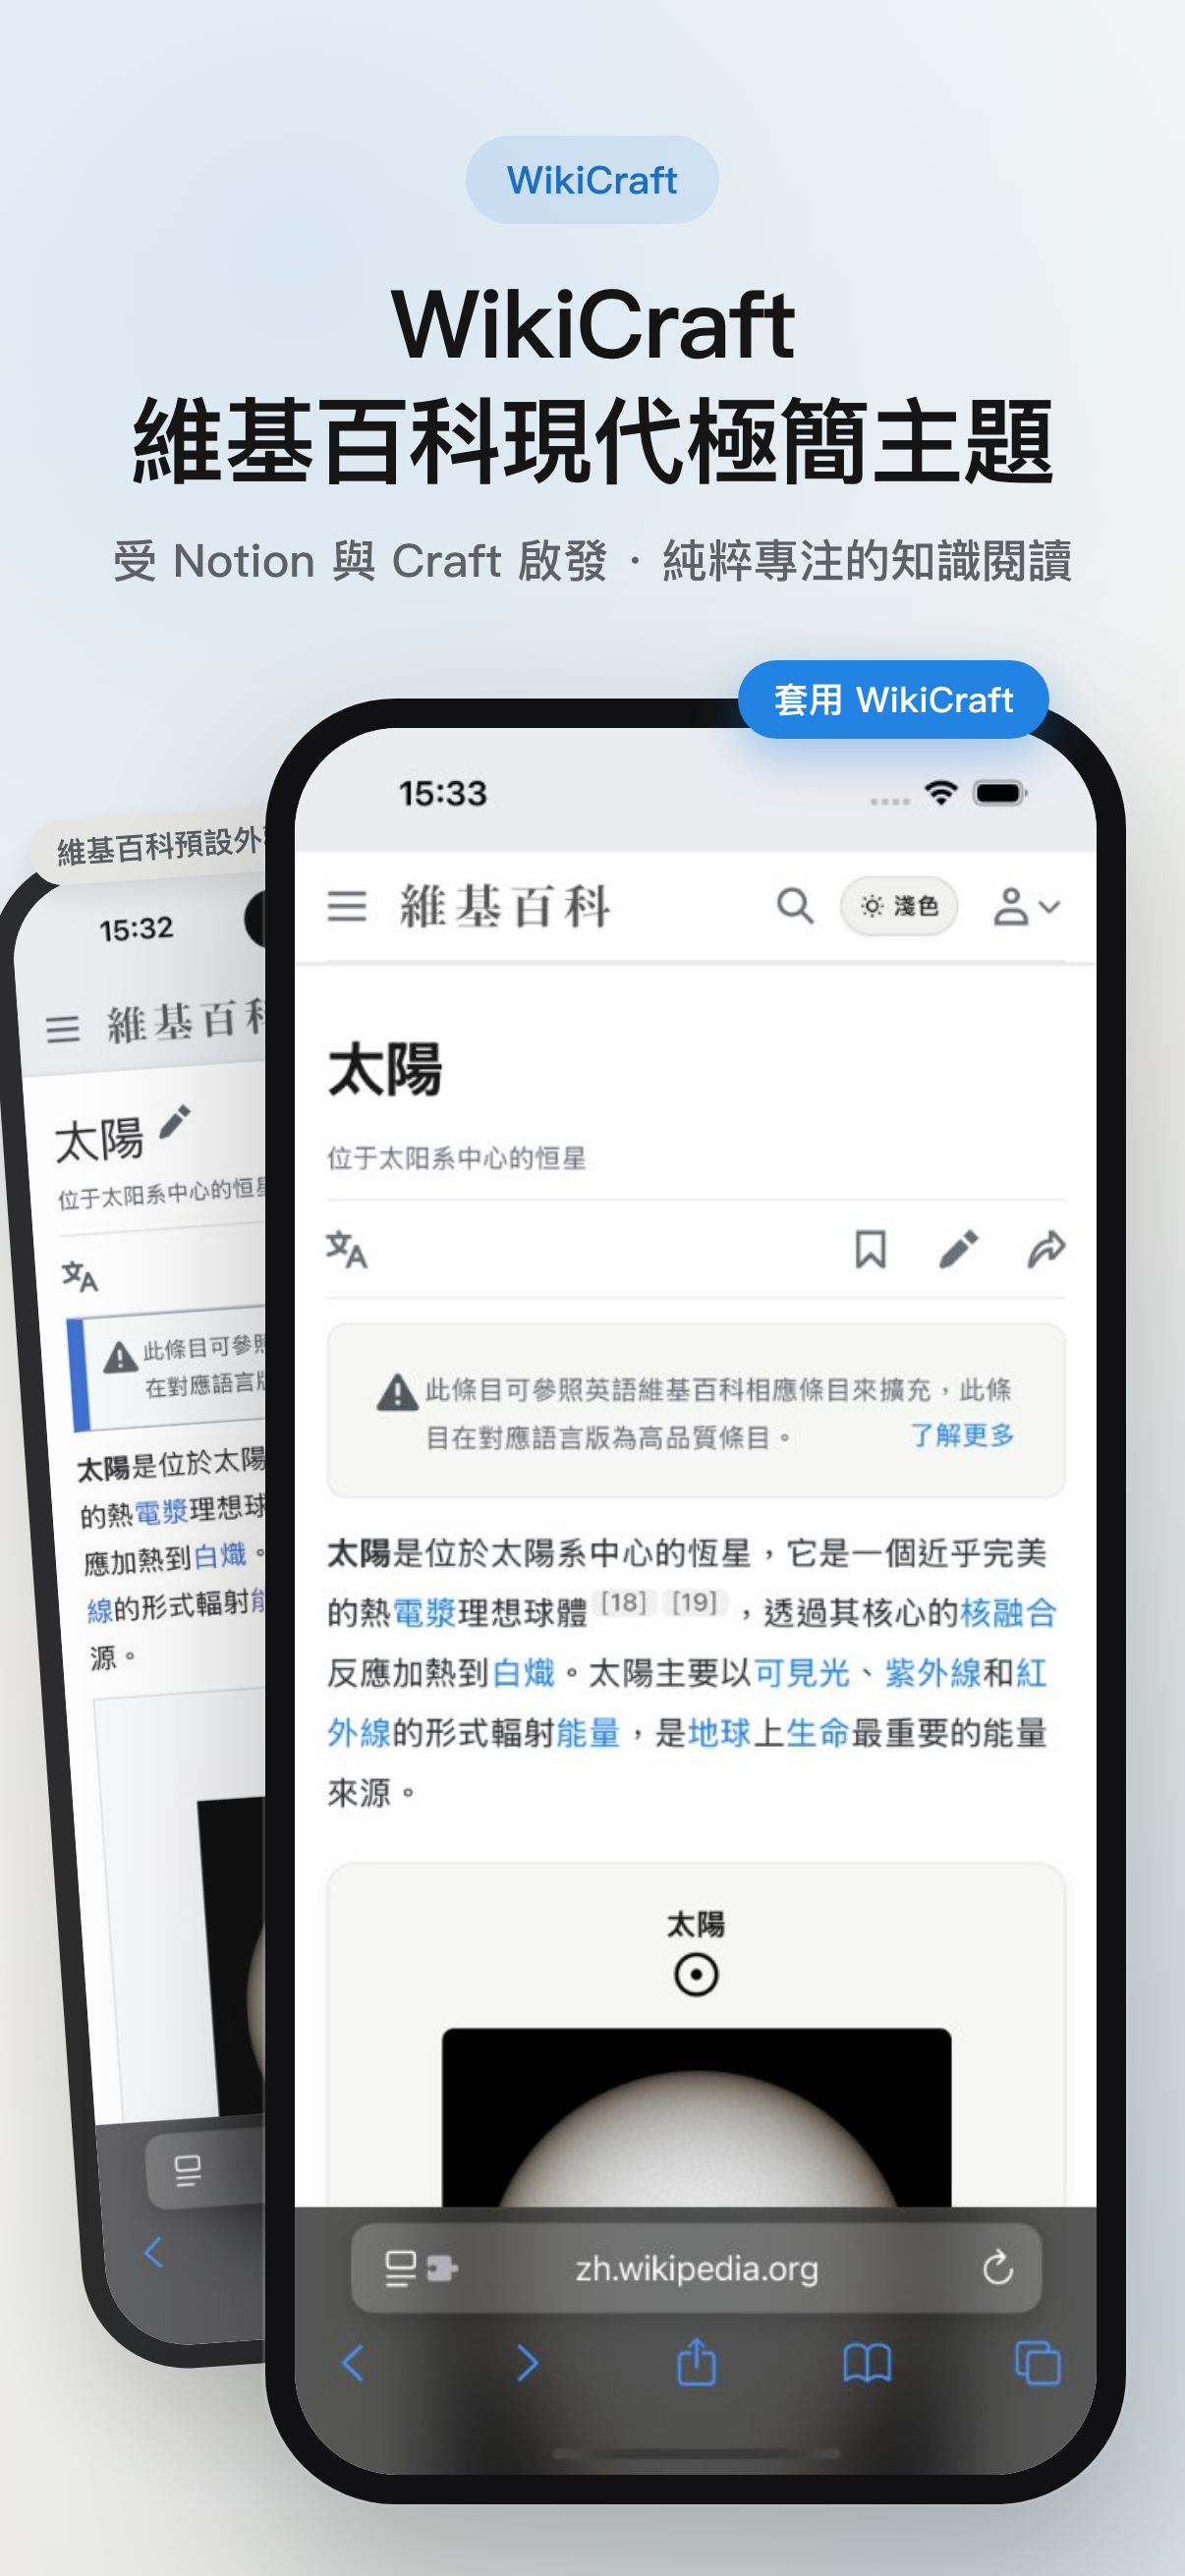 WikiCraft
WikiCraft
維基百科現代極簡主題
受 Notion 與 Craft 啟發 · 純粹專注的知識閱讀
套用 WikiCraft
15:33
維基百科
淺色
太陽
位于太阳系中心的恒星
文A
此條目可參照英語維基百科相應條目來擴充，此條
目在對應語言版為高品質條目。 了解更多
太陽是位於太陽系中心的恆星，它是一個近乎完美
的熱電漿理想球體[18] [19]，透過其核心的核融合
反應加熱到白熾。太陽主要以可見光、紫外線和紅
外線的形式輻射能量，是地球上生命最重要的能量
來源。
太陽
zh.wikipedia.org
維基百科預設外
15:32
維基百
太陽
位于太阳系中心的恒
文A
此條目可參
在對應語言
太陽是位於太陽
的熱電漿理想球
應加熱到白熾。
線的形式輻射
源。